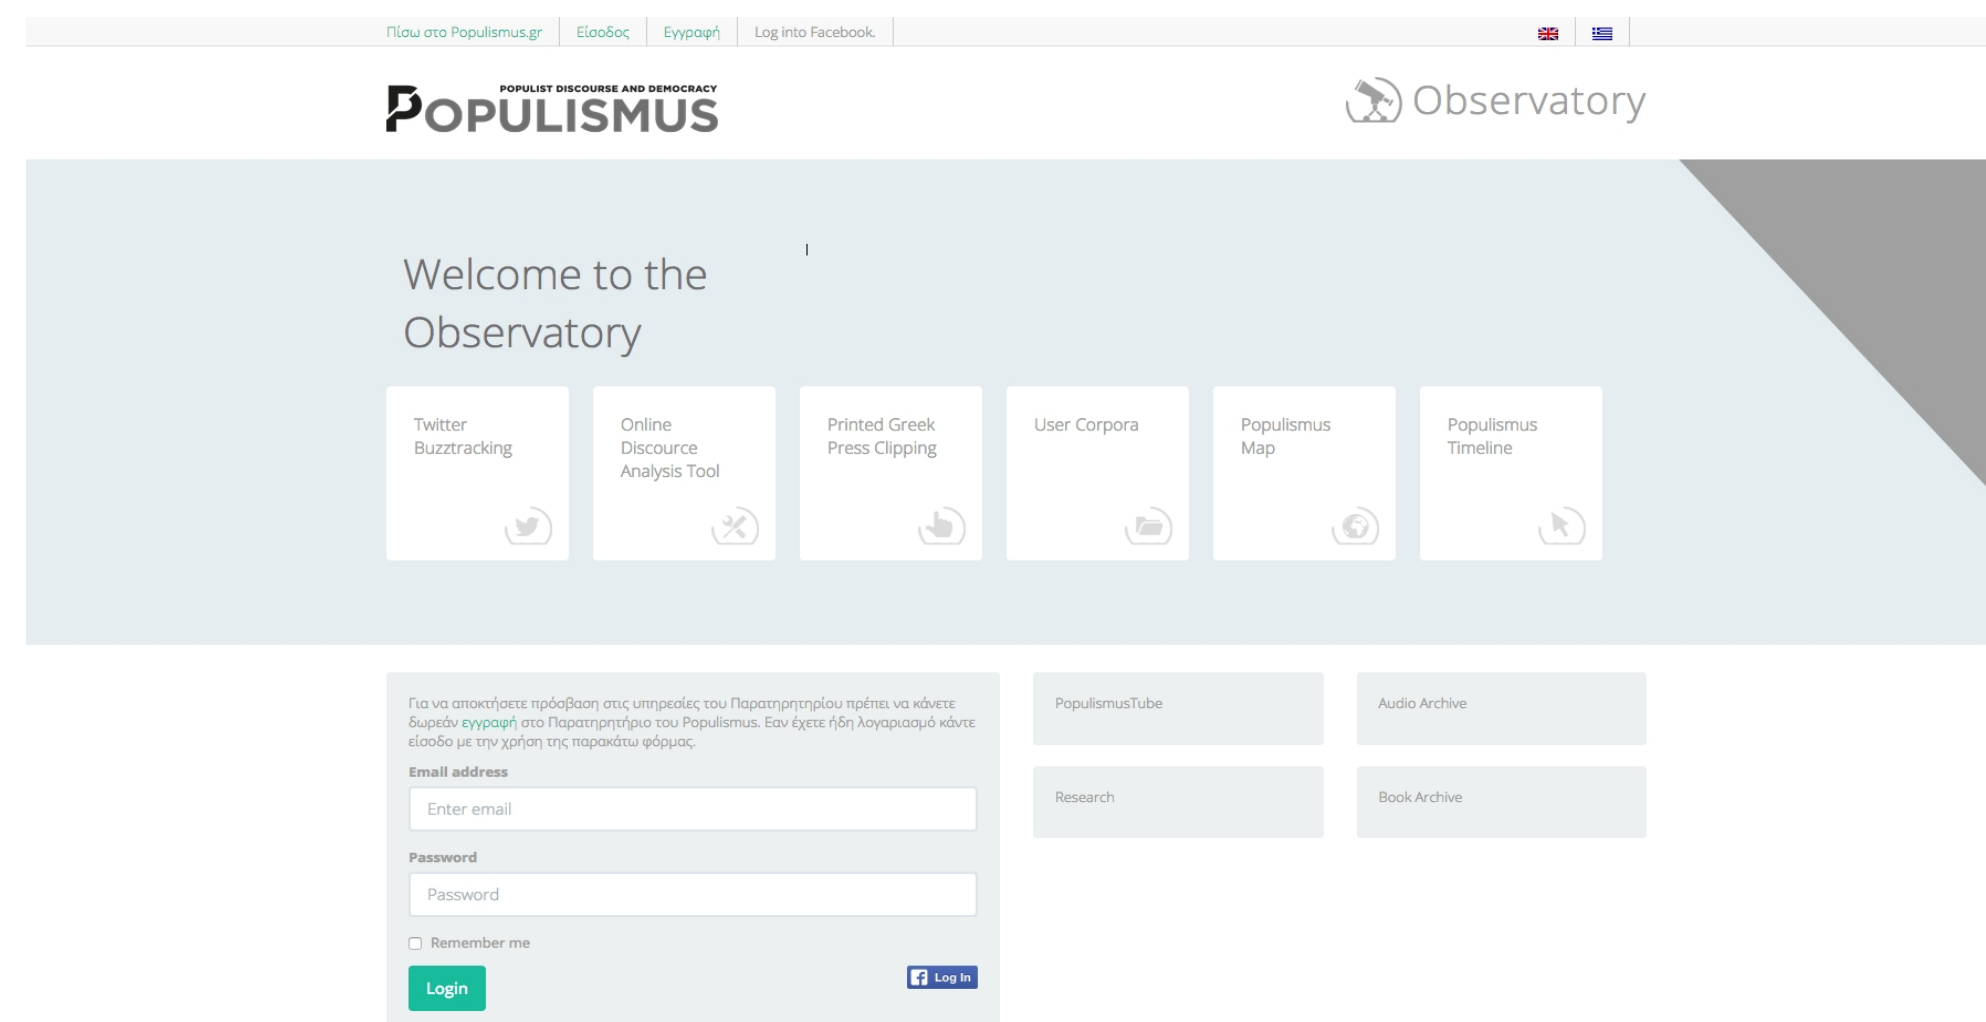 Πίσω στο Populismus.gr Είσοδος Εγγραφή Log into Facebook.
POPULIST DISCOURSE AND DEMOCRACY
POPULISMUS
Observatory
Welcome to the
Observatory
Twitter
Buzztracking
Online
Discource
Analysis Tool
Printed Greek
Press Clipping
User Corpora
Populismus
Map
Populismus
Timeline
Για να αποκτήσετε πρόσβαση στις υπηρεσίες του Παρατηρητηρίου πρέπει να κάνετε
δωρεάν εγγραφή στο Παρατηρητήριο του Populismus. Εαν έχετε ήδη λογαριασμό κάντε
είσοδο με την χρήση της παρακάτω φόρμας.
Email address
Enter email
Password
Password
Remember me
Login
Log In
PopulismusTube
Audio Archive
Research
Book Archive